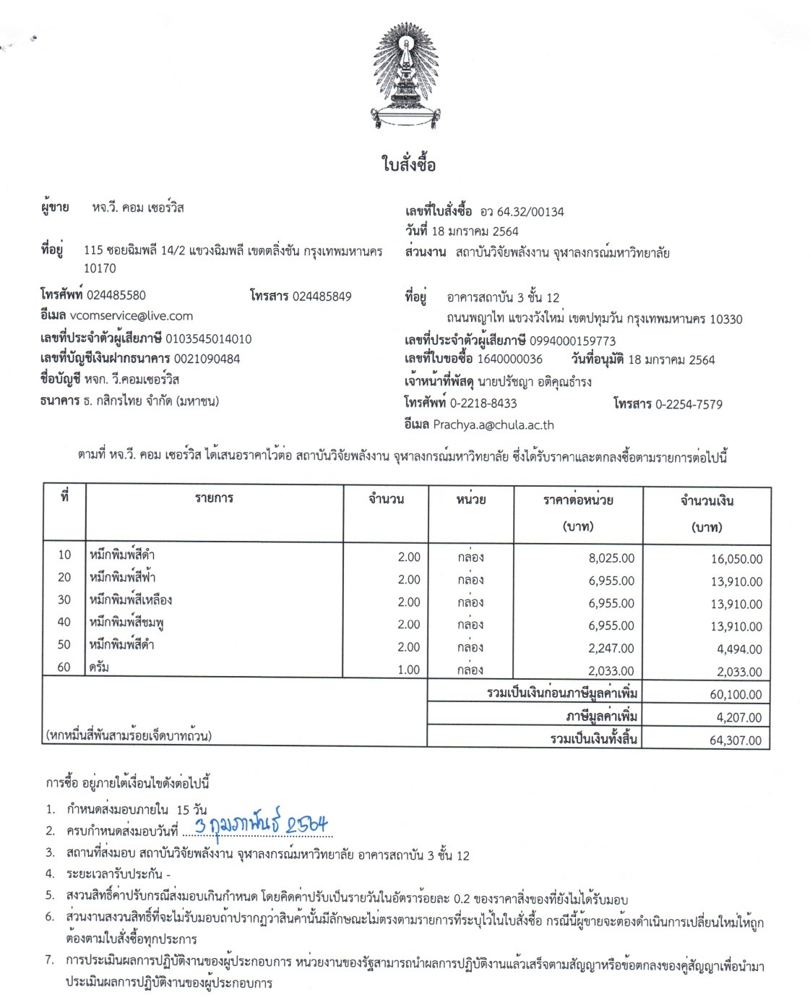 ใบสั่งซื้อ
ผู้ขาย หจ.วี. คอม เซอร์วิส
เลขที่ใบสั่งซื้อ อว 64.32/00134
วันที่ 18 มกราคม 2564
ที่อยู่ 115 ซอยฉิมพลี 14/2 แขวงฉิมพลี เขตตลิ่งชัน กรุงเทพมหานคร
10170
ส่วนงาน สถาบันวิจัยพลังงาน จุฬาลงกรณ์มหาวิทยาลัย
โทรศัพท์ 024485580 โทรสาร 024485849
ที่อยู่ อาคารสถาบัน 3 ชั้น 12
อีเมล vcomservice@live.com
ถนนพญาไท แขวงวังใหม่ เขตปทุมวัน กรุงเทพมหานคร 10330
เลขที่ประจำตัวผู้เสียภาษี 0103545014010
เลขที่ประจำตัวผู้เสียภาษี 0994000159773
เลขที่บัญชีเงินฝากธนาคาร 0021090484
เลขที่ใบขอซื้อ 1640000036 วันที่อนุมัติ 18 มกราคม 2564
ชื่อบัญชี หจก. วี.คอมเซอร์วิส
เจ้าหน้าที่พัสดุ นายปรัชญา อติคุณธำรง
ธนาคาร ธ. กสิกรไทย จำกัด (มหาชน)
โทรศัพท์ 0-2218-8433 โทรสาร 0-2254-7579
อีเมล Prachya.a@chula.ac.th
ตามที่ หจ.วี. คอม เซอร์วิส ได้เสนอราคาไว้ต่อ สถาบันวิจัยพลังงาน จุฬาลงกรณ์มหาวิทยาลัย ซึ่งได้รับราคาและตกลงซื้อตามรายการต่อไปนี้
ที่ รายการ จำนวน หน่วย ราคาต่อหน่วย จำนวนเงิน
(บาท) (บาท)
10 หมึกพิมพ์สีดำ 2.00 กล่อง 8,025.00 16,050.00
20 หมึกพิมพ์สีฟ้า 2.00 กล่อง 6,955.00 13,910.00
30 หมึกพิมพ์สีเหลือง 2.00 กล่อง 6,955.00 13,910.00
40 หมึกพิมพ์สีชมพู 2.00 กล่อง 6,955.00 13,910.00
50 หมึกพิมพ์สีดำ 2.00 กล่อง 2,247.00 4,494.00
60 ดรัม 1.00 กล่อง 2,033.00 2,033.00
รวมเป็นเงินก่อนภาษีมูลค่าเพิ่ม 60,100.00
ภาษีมูลค่าเพิ่ม 4,207.00
(หกหมื่นสี่พันสามร้อยเจ็ดบาทถ้วน) รวมเป็นเงินทั้งสิ้น 64,307.00
การซื้อ อยู่ภายใต้เงื่อนไขดังต่อไปนี้
1. กำหนดส่งมอบภายใน 15 วัน
2. ครบกำหนดส่งมอบวันที่ 3 กุมภาพันธ์ 2564
3. สถานที่ส่งมอบ สถาบันวิจัยพลังงาน จุฬาลงกรณ์มหาวิทยาลัย อาคารสถาบัน 3 ชั้น 12
4. ระยะเวลารับประกัน -
5. สงวนสิทธิ์ค่าปรับกรณีส่งมอบเกินกำหนด โดยคิดค่าปรับเป็นรายวันในอัตราร้อยละ 0.2 ของราคาสิ่งของที่ยังไม่ได้รับมอบ
6. ส่วนงานสงวนสิทธิ์ที่จะไม่รับมอบถ้าปรากฏว่าสินค้านั้นมีลักษณะไม่ตรงตามรายการที่ระบุไว้ในใบสั่งซื้อ กรณีนี้ผู้ขายจะต้องดำเนินการเปลี่ยนใหม่ให้ถูก
ต้องตามใบสั่งซื้อทุกประการ
7. การประเมินผลการปฏิบัติงานของผู้ประกอบการ หน่วยงานของรัฐสามารถนำผลการปฏิบัติงานแล้วเสร็จตามสัญญาหรือข้อตกลงของคู่สัญญาเพื่อนำมา
ประเมินผลการปฏิบัติงานของผู้ประกอบการ